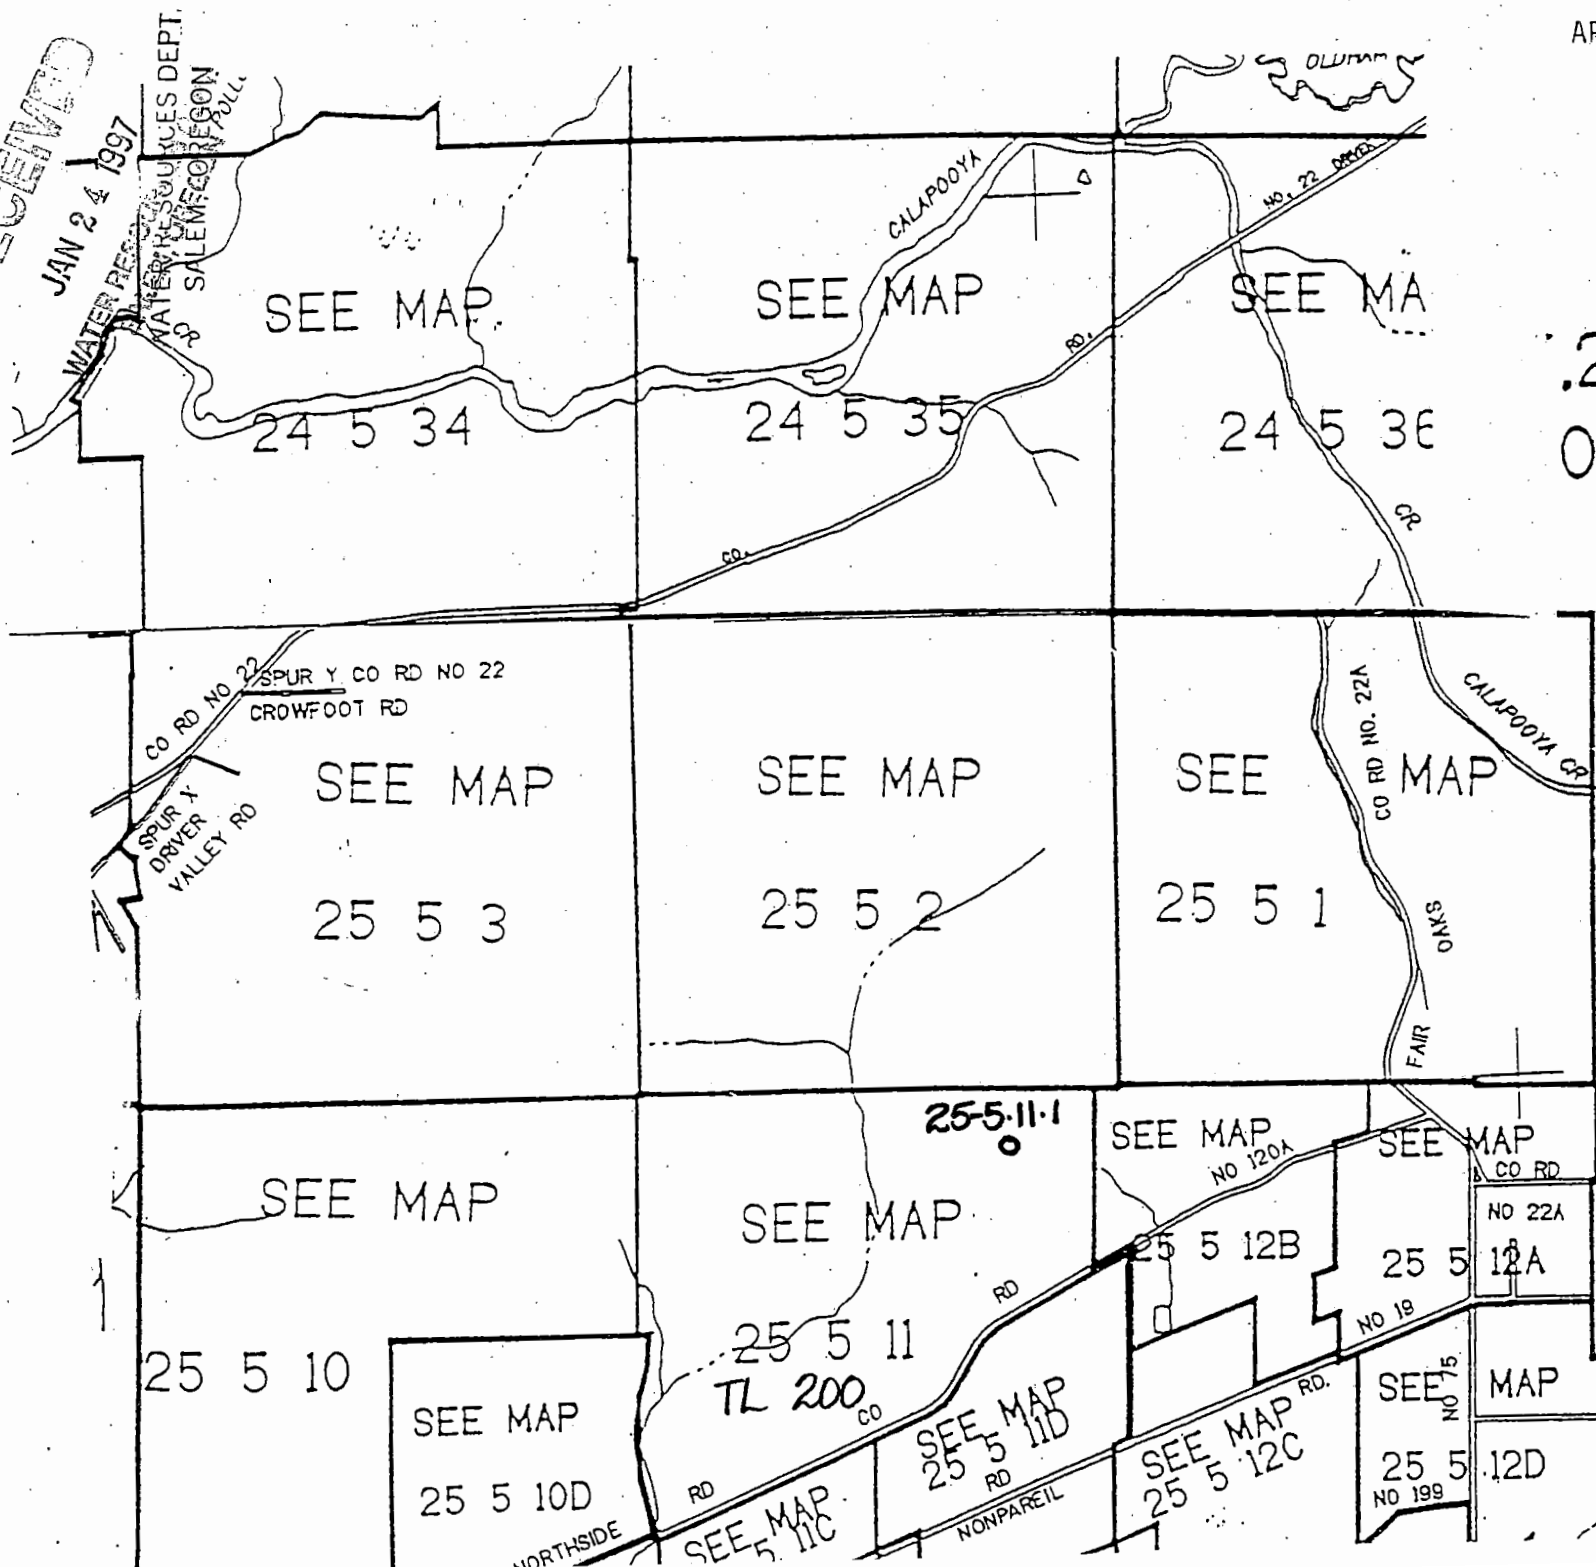 AP
RECEIVED
JAN 24 1997
WATER RESOURCES DEPT.
SALEM, OREGON
OLDHAM
CALAPOOYA
NO. 22 DRIVER
CR
SEE MAP
SEE MAP
SEE MA
RD.
24 5 34
24 5 35
24 5 36
.2
0
CR
CO.
CO RD NO 22
SPUR Y CO RD NO 22
CROWFOOT RD
CO RD NO. 22A
CALAPOOYA CR
SEE MAP
SEE MAP
SEE MAP
SPUR X
DRIVER
VALLEY RD
25 5 3
25 5 2
25 5 1
OAKS
FAIR
25-5-11-1
SEE MAP
NO 120A
SEE MAP
CO RD
NO 22A
SEE MAP
SEE MAP
25 5 12B
25 5 12A
RD
NO 19
25 5 10
25 5 11
TL 200
CO
SEE MAP
25 5 10D
RD
SEE MAP
25 5 11D
RD
NONPAREIL
RD.
SEE MAP
25 5 12C
SEE MAP
NO 75
25 5 12D
NO 199
NORTHSIDE
SEE MAP
5 11C